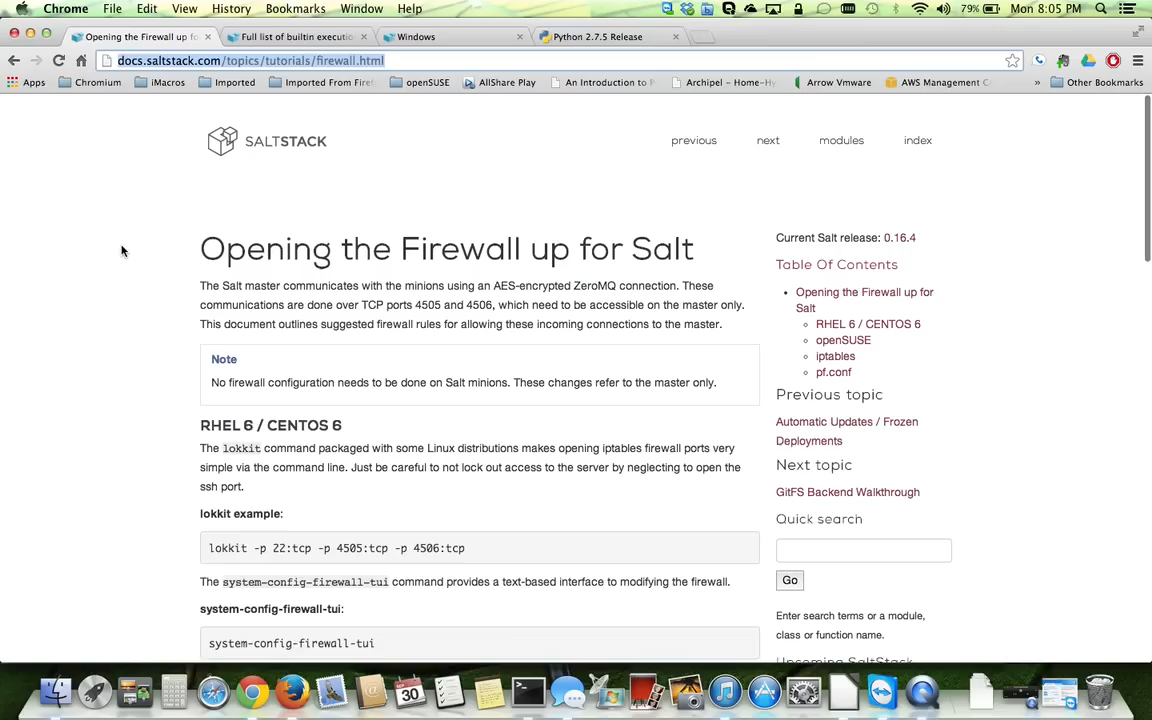 Chrome File Edit View History Bookmarks Window Help 79% Mon 8:05 PM
Opening the Firewall up fo × Full list of builtin executio × Windows × Python 2.7.5 Release ×
docs.saltstack.com/topics/tutorials/firewall.html
Apps Chromium iMacros Imported Imported From Firef openSUSE AllShare Play An Introduction to Archipel – Home–Hy Arrow Vmware AWS Management C » Other Bookmarks
SALTSTACK previous next modules index
Opening the Firewall up for Salt
The Salt master communicates with the minions using an AES-encrypted ZeroMQ connection. These
communications are done over TCP ports 4505 and 4506, which need to be accessible on the master only.
This document outlines suggested firewall rules for allowing these incoming connections to the master.
Note
No firewall configuration needs to be done on Salt minions. These changes refer to the master only.
RHEL 6 / CENTOS 6
The lokkit command packaged with some Linux distributions makes opening iptables firewall ports very
simple via the command line. Just be careful to not lock out access to the server by neglecting to open the
ssh port.
lokkit example:
lokkit -p 22:tcp -p 4505:tcp -p 4506:tcp
The system-config-firewall-tui command provides a text-based interface to modifying the firewall.
system-config-firewall-tui:
system-config-firewall-tui
Current Salt release: 0.16.4
Table Of Contents
• Opening the Firewall up for
Salt
RHEL 6 / CENTOS 6
openSUSE
iptables
pf.conf
Previous topic
Automatic Updates / Frozen
Deployments
Next topic
GitFS Backend Walkthrough
Quick search
Go
Enter search terms or a module,
class or function name.
Upcoming SaltStack
30